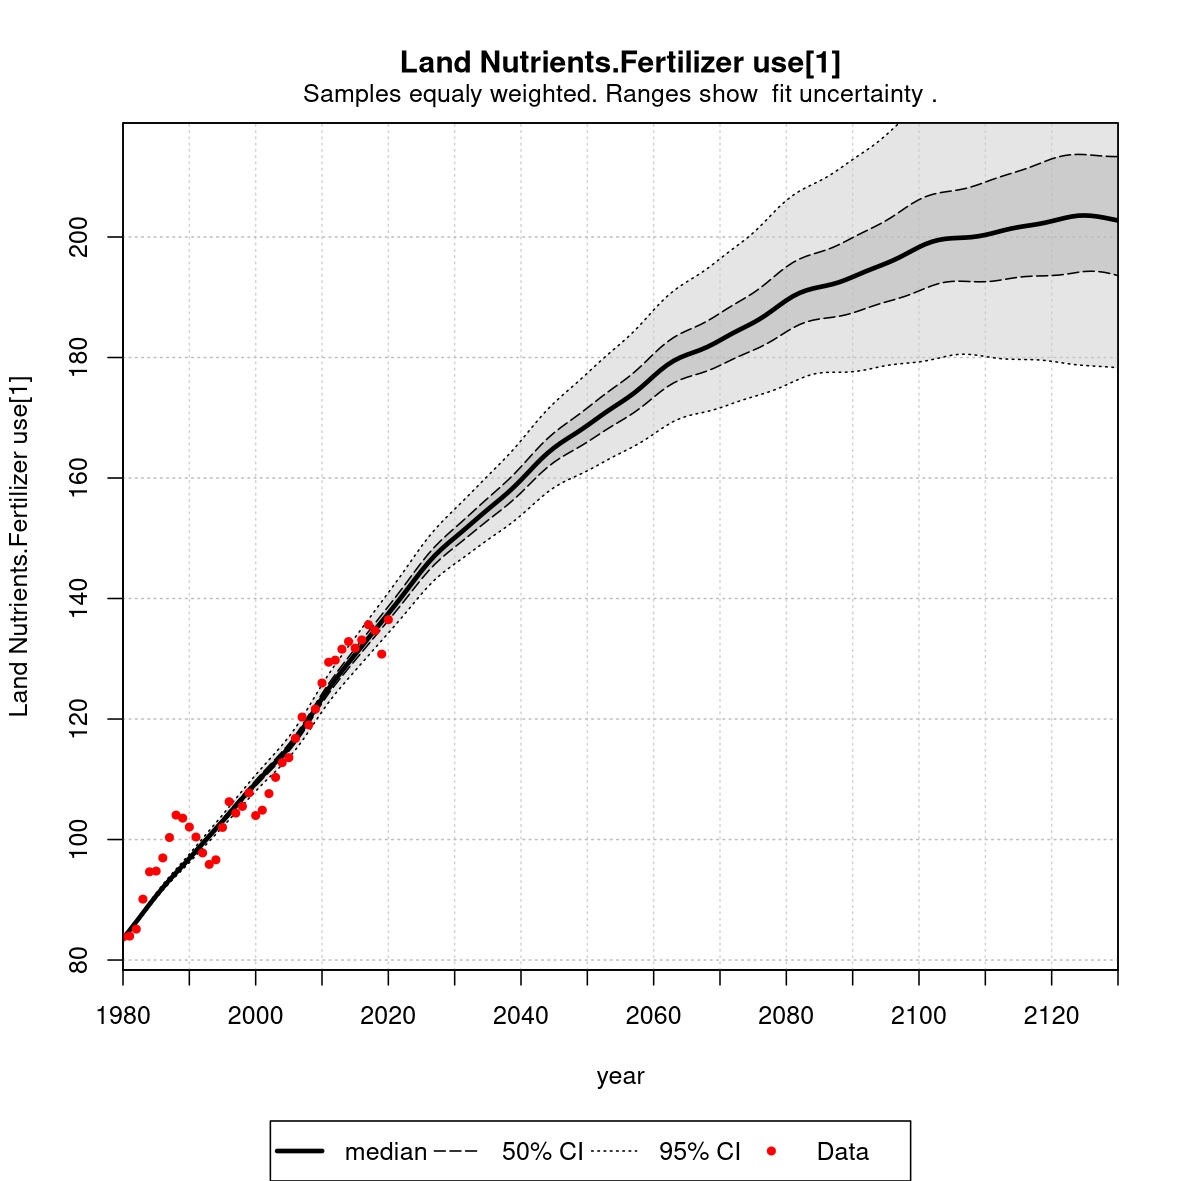 Land Nutrients.Fertilizer use[1]
Samples equaly weighted. Ranges show  fit uncertainty .
Land Nutrients.Fertilizer use[1]
200
180
160
140
120
100
80
1980 2000 2020 2040 2060 2080 2100 2120
year
median 50% CI 95% CI Data